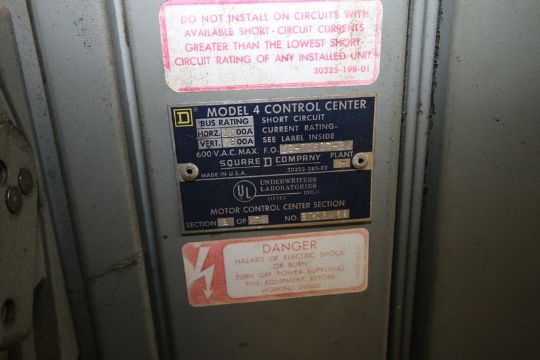 DO NOT INSTALL ON CIRCUITS WITH
AVAILABLE SHORT-CIRCUIT CURRENTS
GREATER THAN THE LOWEST SHORT-
CIRCUIT RATING OF ANY INSTALLED UNIT.
30325-198-01
D
MODEL 4 CONTROL CENTER
BUS RATING
HORZ. 00A
VERT. 00A
SHORT CIRCUIT
CURRENT RATING-
SEE LABEL INSIDE
600 V.A.C. MAX. F.O.
SQUARE D COMPANY PLANT
MADE IN U.S.A. 30322-283-02
UL
UNDERWRITERS
LABORATORIES
INC.®
LISTED
MOTOR CONTROL CENTER SECTION
SECTION OF NO.
DANGER
HAZARD OF ELECTRIC SHOCK
OR BURN.
TURN OFF POWER SUPPLYING
THIS EQUIPMENT BEFORE
WORKING INSIDE